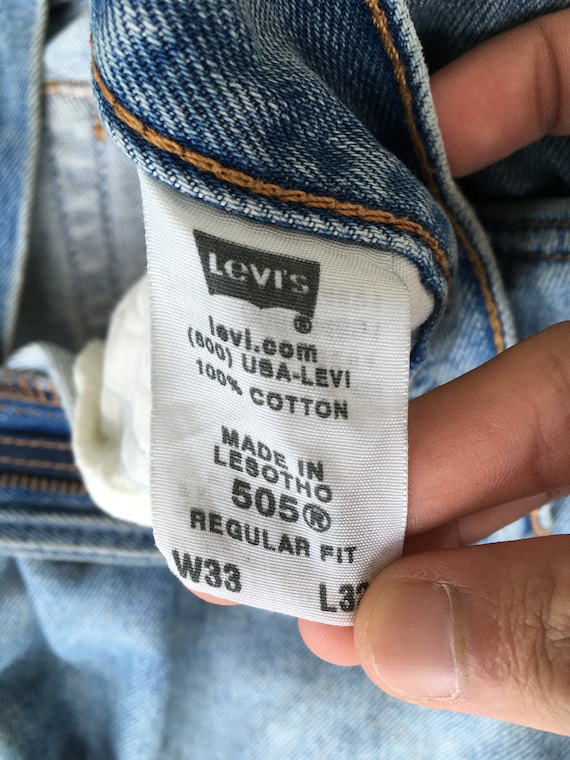 Levi's
®
levi.com
(800) USA-LEVI
100% COTTON
MADE IN
LESOTHO
505®
REGULAR FIT
W33